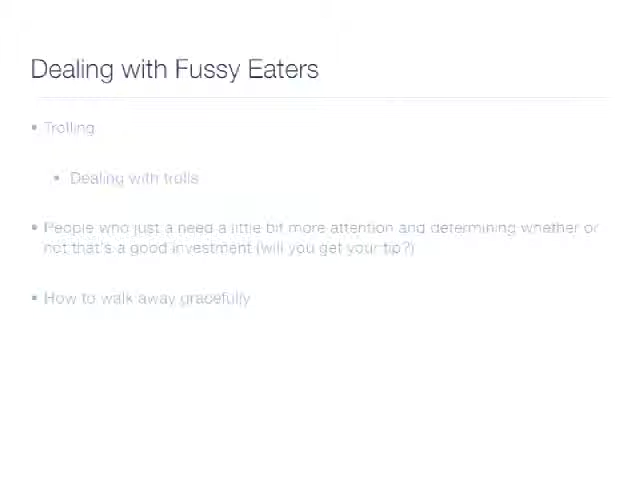 Dealing with Fussy Eaters
• Trolling
• Dealing with trolls
• People who just a need a little bit more attention and determining whether or
not that's a good investment (will you get your tip?)
• How to walk away gracefully